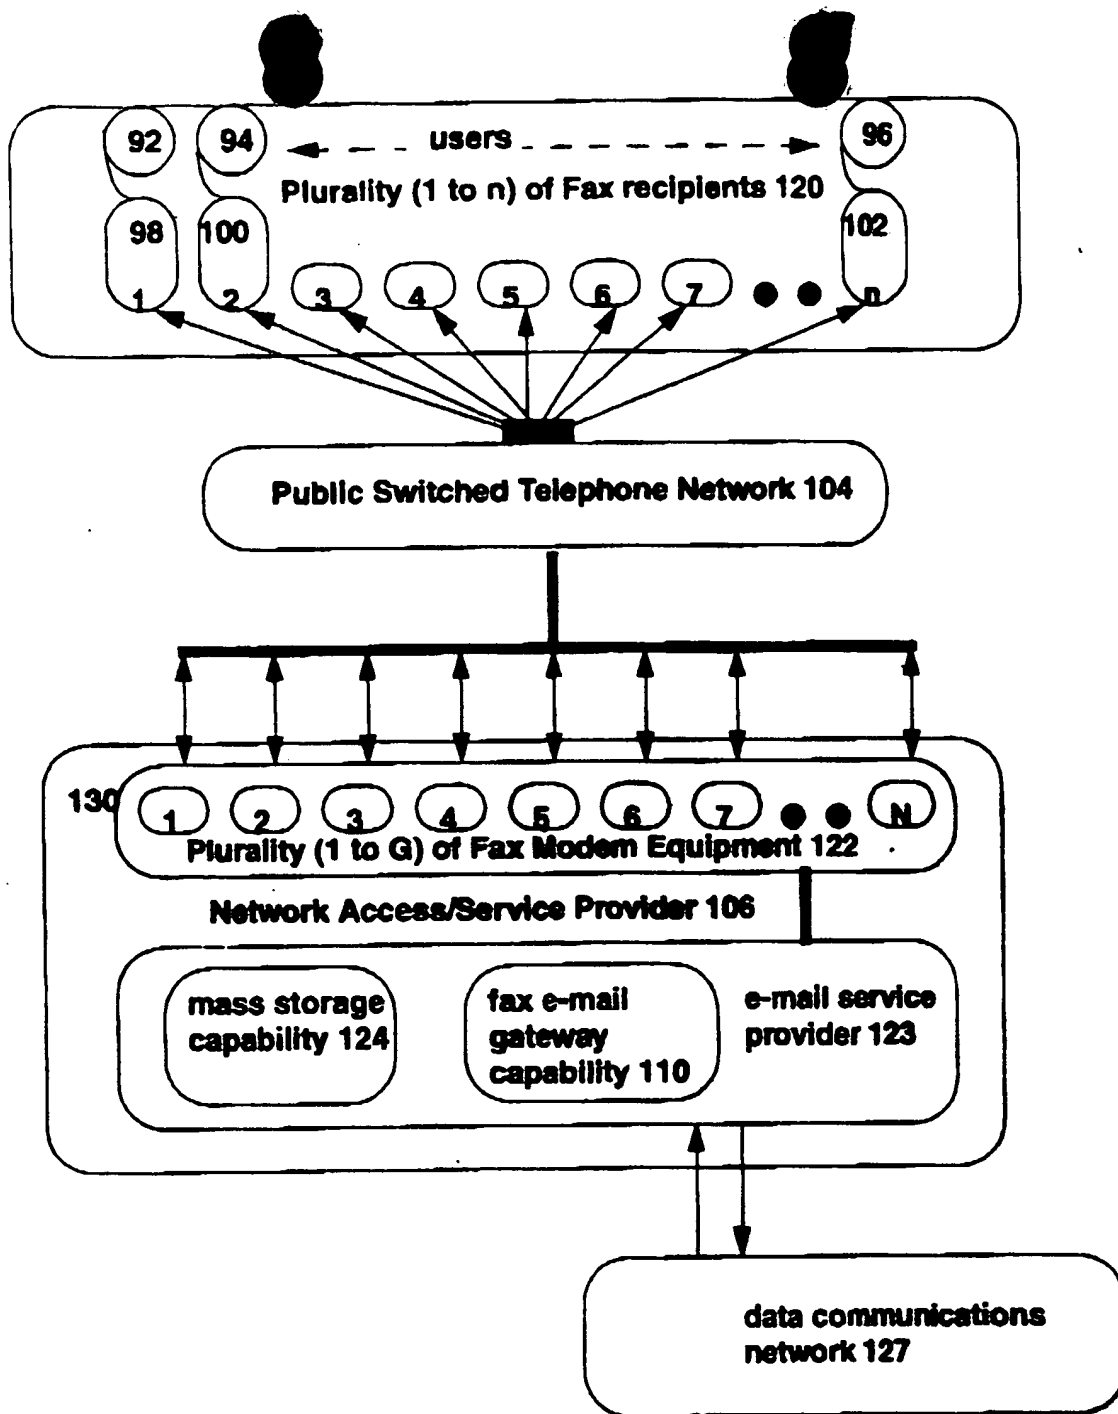 92 94 users 96
Plurality (1 to n) of Fax recipients 120
98 100 102
1 2 3 4 5 6 7 n
Public Switched Telephone Network 104
130
1 2 3 4 5 6 7 N
Plurality (1 to G) of Fax Modem Equipment 122
Network Access/Service Provider 106
mass storage
capability 124
fax e-mail
gateway
capability 110
e-mail service
provider 123
data communications
network 127